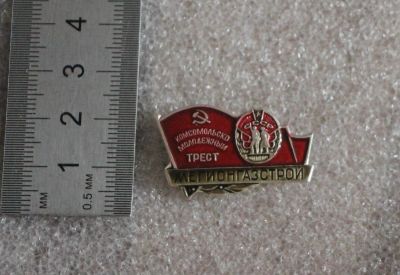 4
3
2
1
ММ
0.5 ММ
КОМСОМОЛЬСКО
МОЛОДЕЖНЫЙ
ТРЕСТ
МЕГИОНГАЗСТРОЙ